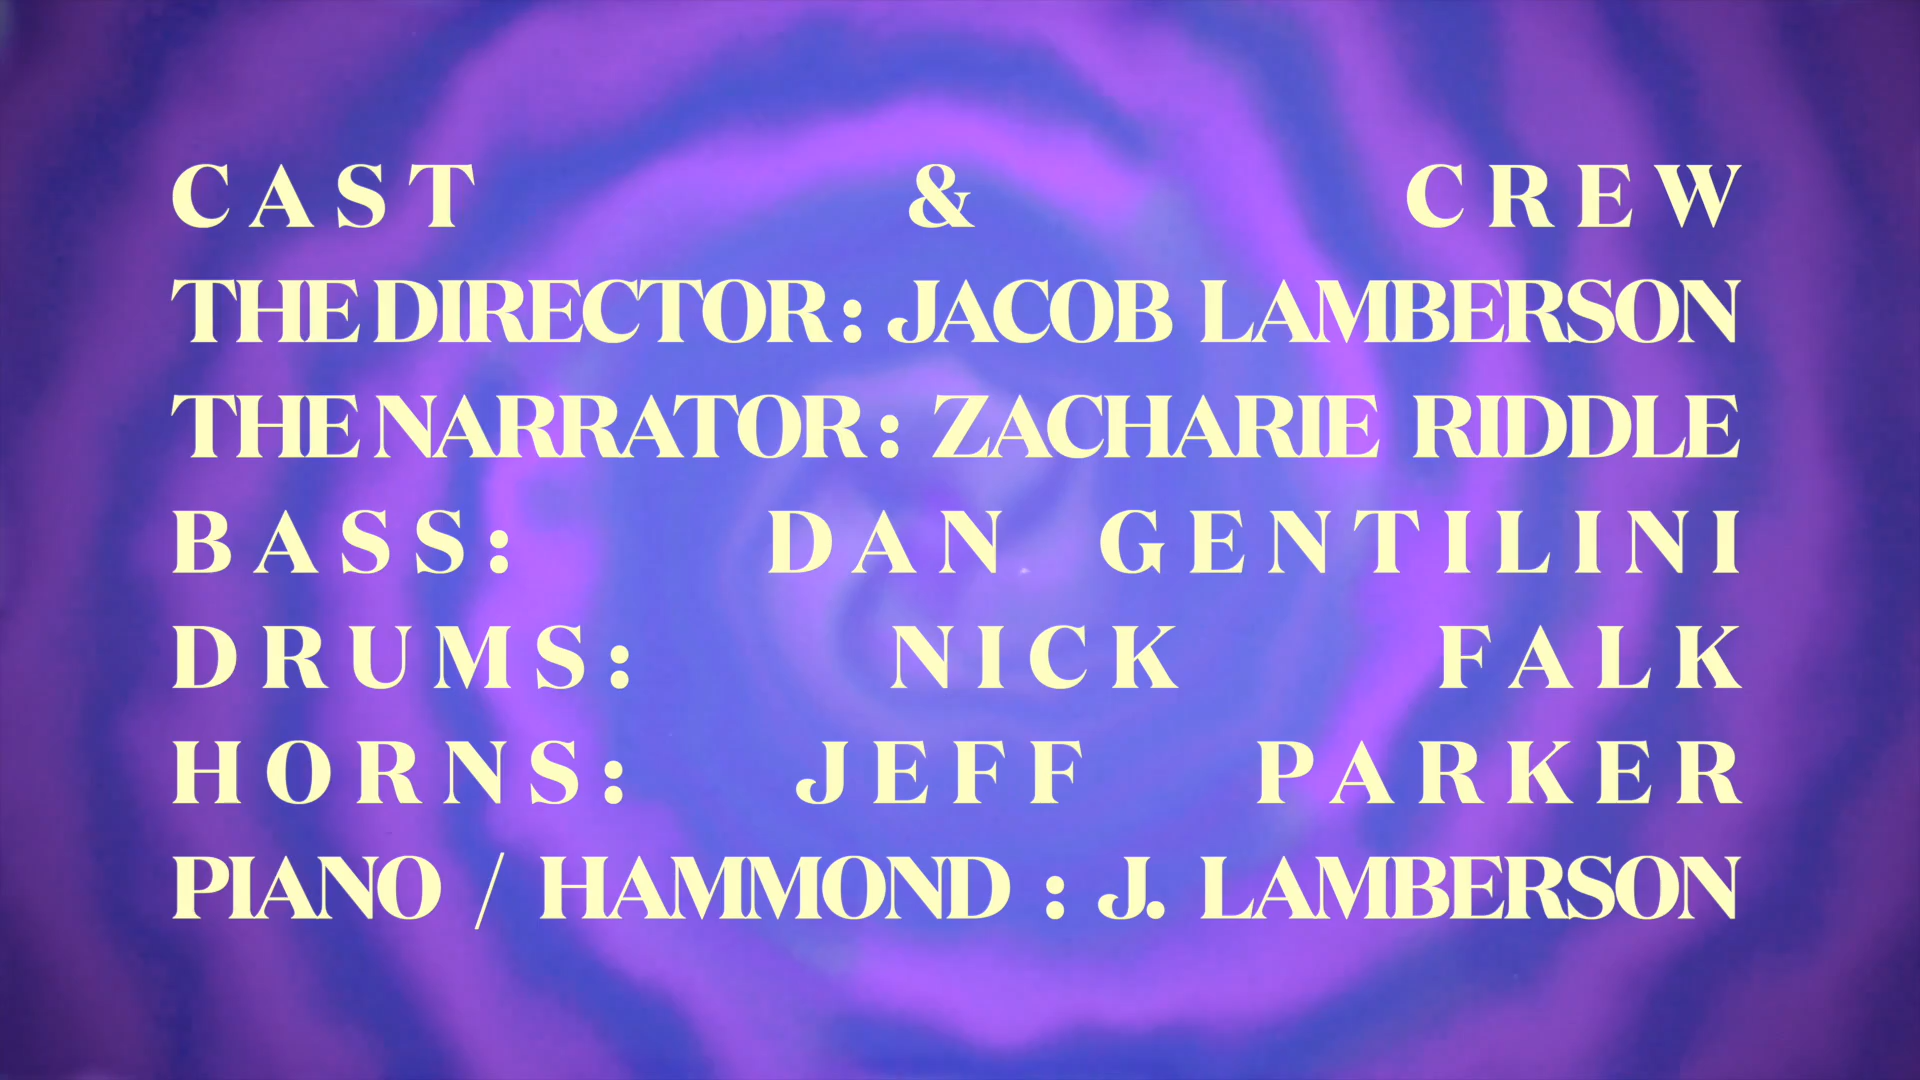 CAST & CREW
THE DIRECTOR: JACOB LAMBERSON
THE NARRATOR: ZACHARIE RIDDLE
BASS: DAN GENTILINI
DRUMS: NICK FALK
HORNS: JEFF PARKER
PIANO / HAMMOND : J. LAMBERSON